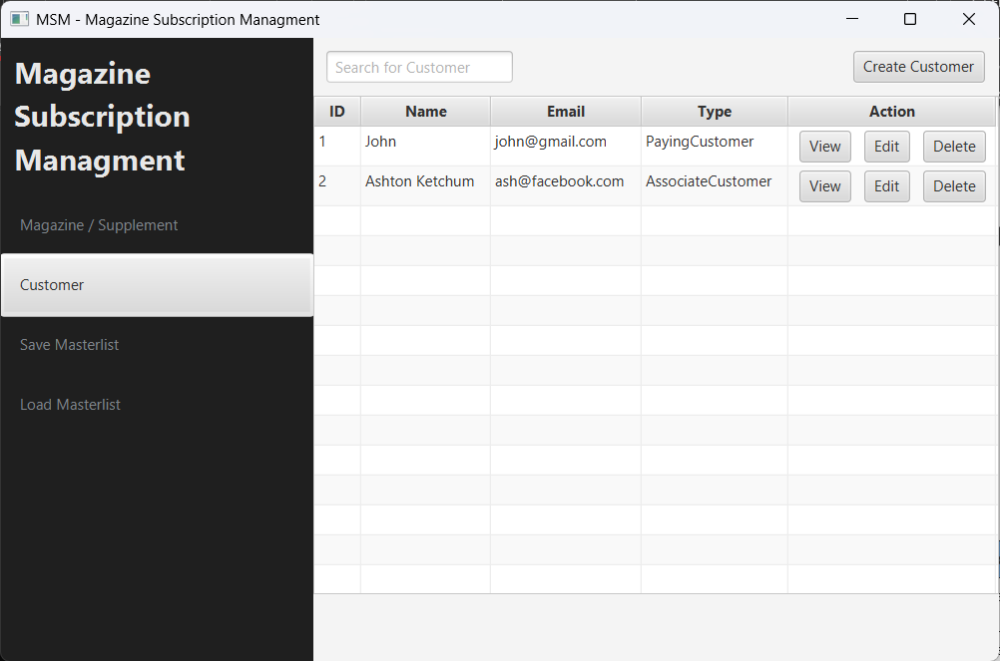 MSM - Magazine Subscription Managment
Magazine
Subscription
Managment
Magazine / Supplement
Customer
Save Masterlist
Load Masterlist
Search for Customer
Create Customer
ID Name Email Type Action
1 John john@gmail.com PayingCustomer View Edit Delete
2 Ashton Ketchum ash@facebook.com AssociateCustomer View Edit Delete